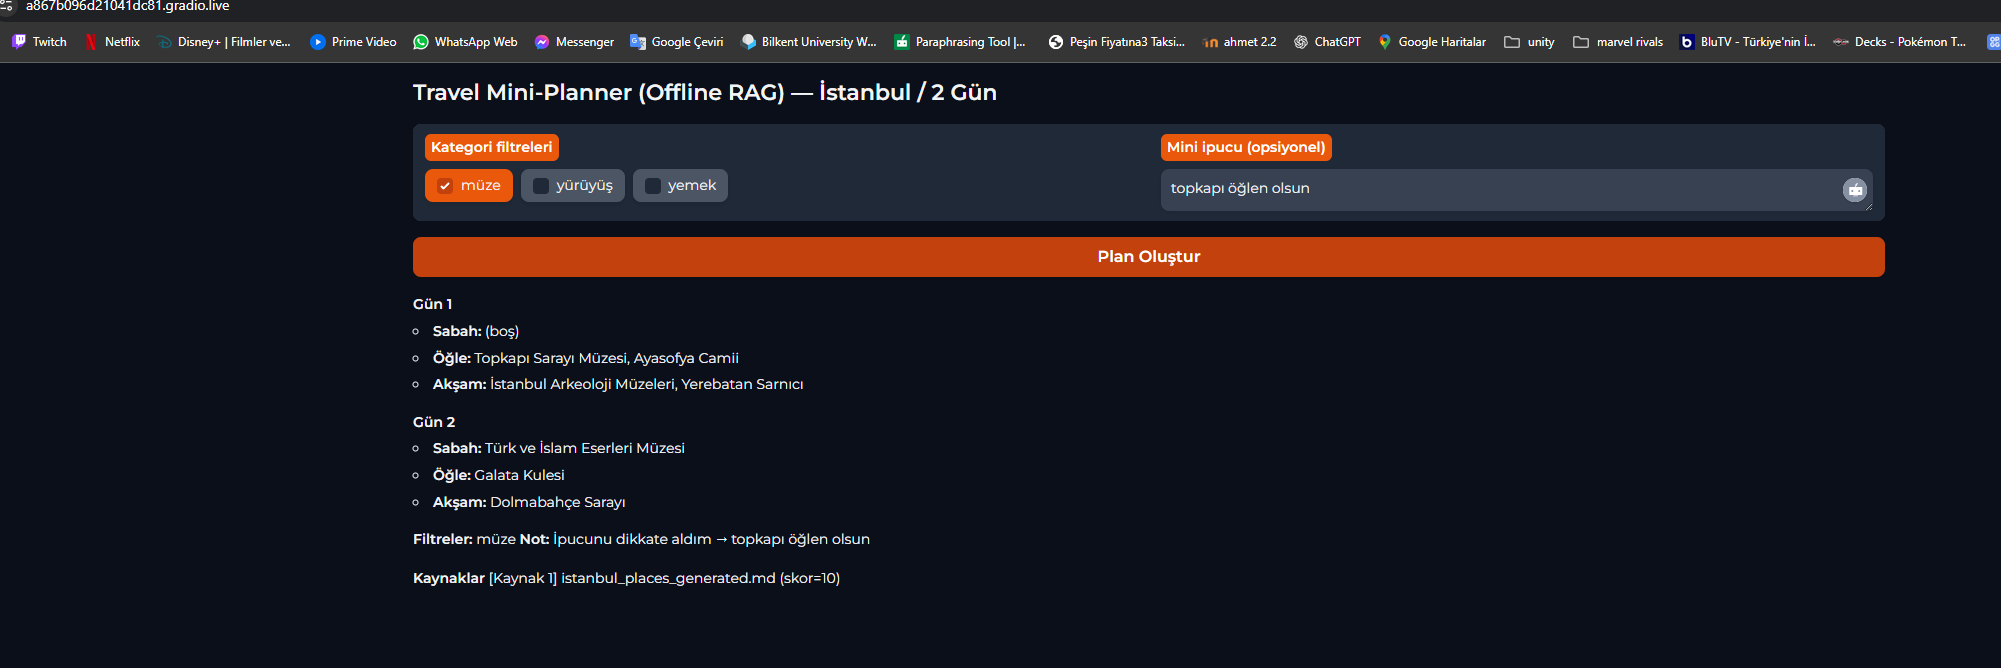 a867b096d21041dc81.gradio.live
Twitch Netflix Disney+ | Filmler ve... Prime Video WhatsApp Web Messenger Google Çeviri Bilkent University W... Paraphrasing Tool |... Peşin Fiyatına3 Taksi... ahmet 2.2 ChatGPT Google Haritalar unity marvel rivals BluTV - Türkiye'nin İ... Decks - Pokémon T...
Travel Mini-Planner (Offline RAG) — İstanbul / 2 Gün
Kategori filtreleri
müze yürüyüş yemek
Mini ipucu (opsiyonel)
topkapı öğlen olsun
Plan Oluştur
Gün 1
Sabah: (boş)
Öğle: Topkapı Sarayı Müzesi, Ayasofya Camii
Akşam: İstanbul Arkeoloji Müzeleri, Yerebatan Sarnıcı
Gün 2
Sabah: Türk ve İslam Eserleri Müzesi
Öğle: Galata Kulesi
Akşam: Dolmabahçe Sarayı
Filtreler: müze Not: İpucunu dikkate aldım → topkapı öğlen olsun
Kaynaklar [Kaynak 1] istanbul_places_generated.md (skor=10)